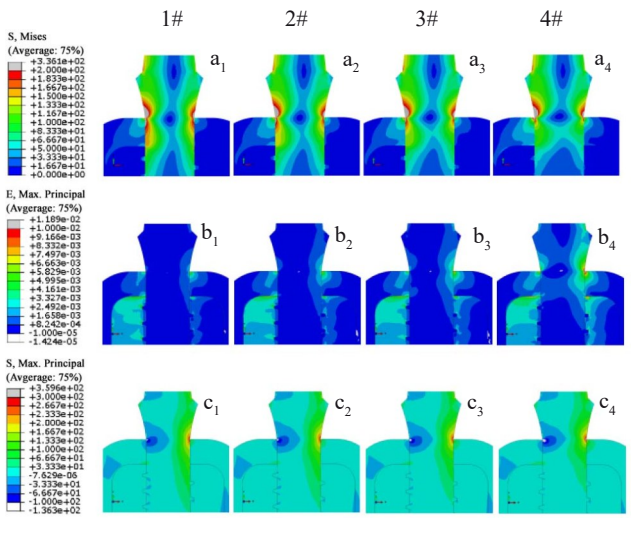 1# 2# 3# 4#
S, Mises
(Avgerage: 75%)
+3.361e+02
+2.000e+02
+1.833e+02
+1.667e+02
+1.500e+02
+1.333e+02
+1.167e+02
+1.000e+02
+8.333e+01
+6.667e+01
+5.000e+01
+3.333e+01
+1.667e+01
+0.000e+00
a1 a2 a3 a4
E, Max. Principal
(Avgerage: 75%)
+1.189e-02
+1.000e-02
+9.166e-03
+8.332e-03
+7.497e-03
+6.663e-03
+5.829e-03
+4.995e-03
+4.161e-03
+3.327e-03
+2.492e-03
+1.658e-03
+8.242e-04
-1.000e-05
-1.424e-05
b1 b2 b3 b4
S, Max. Principal
(Avgerage: 75%)
+3.596e+02
+3.000e+02
+2.667e+02
+2.333e+02
+2.000e+02
+1.667e+02
+1.333e+02
+1.000e+02
+6.667e+01
+3.333e+01
-7.629e-06
-3.333e+01
-6.667e+01
-1.000e+02
-1.363e+02
c1 c2 c3 c4